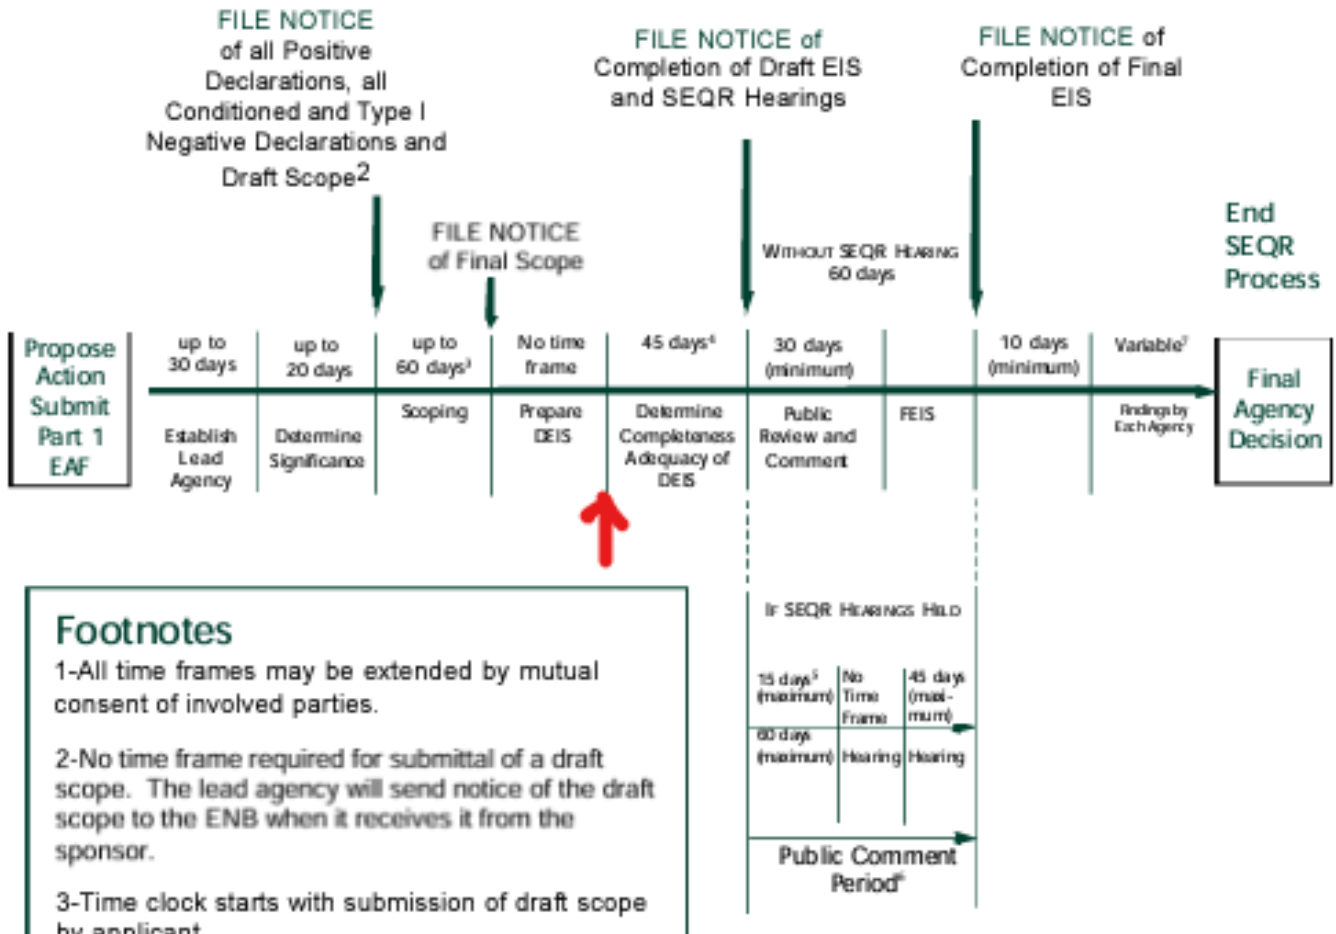 FILE NOTICE
of all Positive
Declarations, all
Conditioned and Type I
Negative Declarations and
Draft Scope2
FILE NOTICE
of Final Scope
FILE NOTICE of
Completion of Draft EIS
and SEQR Hearings
FILE NOTICE of
Completion of Final
EIS
WITHOUT SEQR HEARING
60 days
End
SEQR
Process
Propose
Action
Submit
Part 1
EAF
up to
30 days
Establish
Lead
Agency
up to
20 days
Determine
Significance
up to
60 days3
Scoping
No time
frame
Prepare
DEIS
45 days4
Determine
Completeness
Adequacy of
DEIS
30 days
(minimum)
Public
Review and
Comment
FEIS
10 days
(minimum)
Variable7
Findings by
Each Agency
Final
Agency
Decision
IF SEQR HEARINGS HELD
15 days5
(maximum)
No
Time
Frame
45 days
(maxi-
mum)
60 days
(maximum)
Hearing
Hearing
Public Comment
Period6
Footnotes
1-All time frames may be extended by mutual
consent of involved parties.
2-No time frame required for submittal of a draft
scope. The lead agency will send notice of the draft
scope to the ENB when it receives it from the
sponsor.
3-Time clock starts with submission of draft scope
by applicant